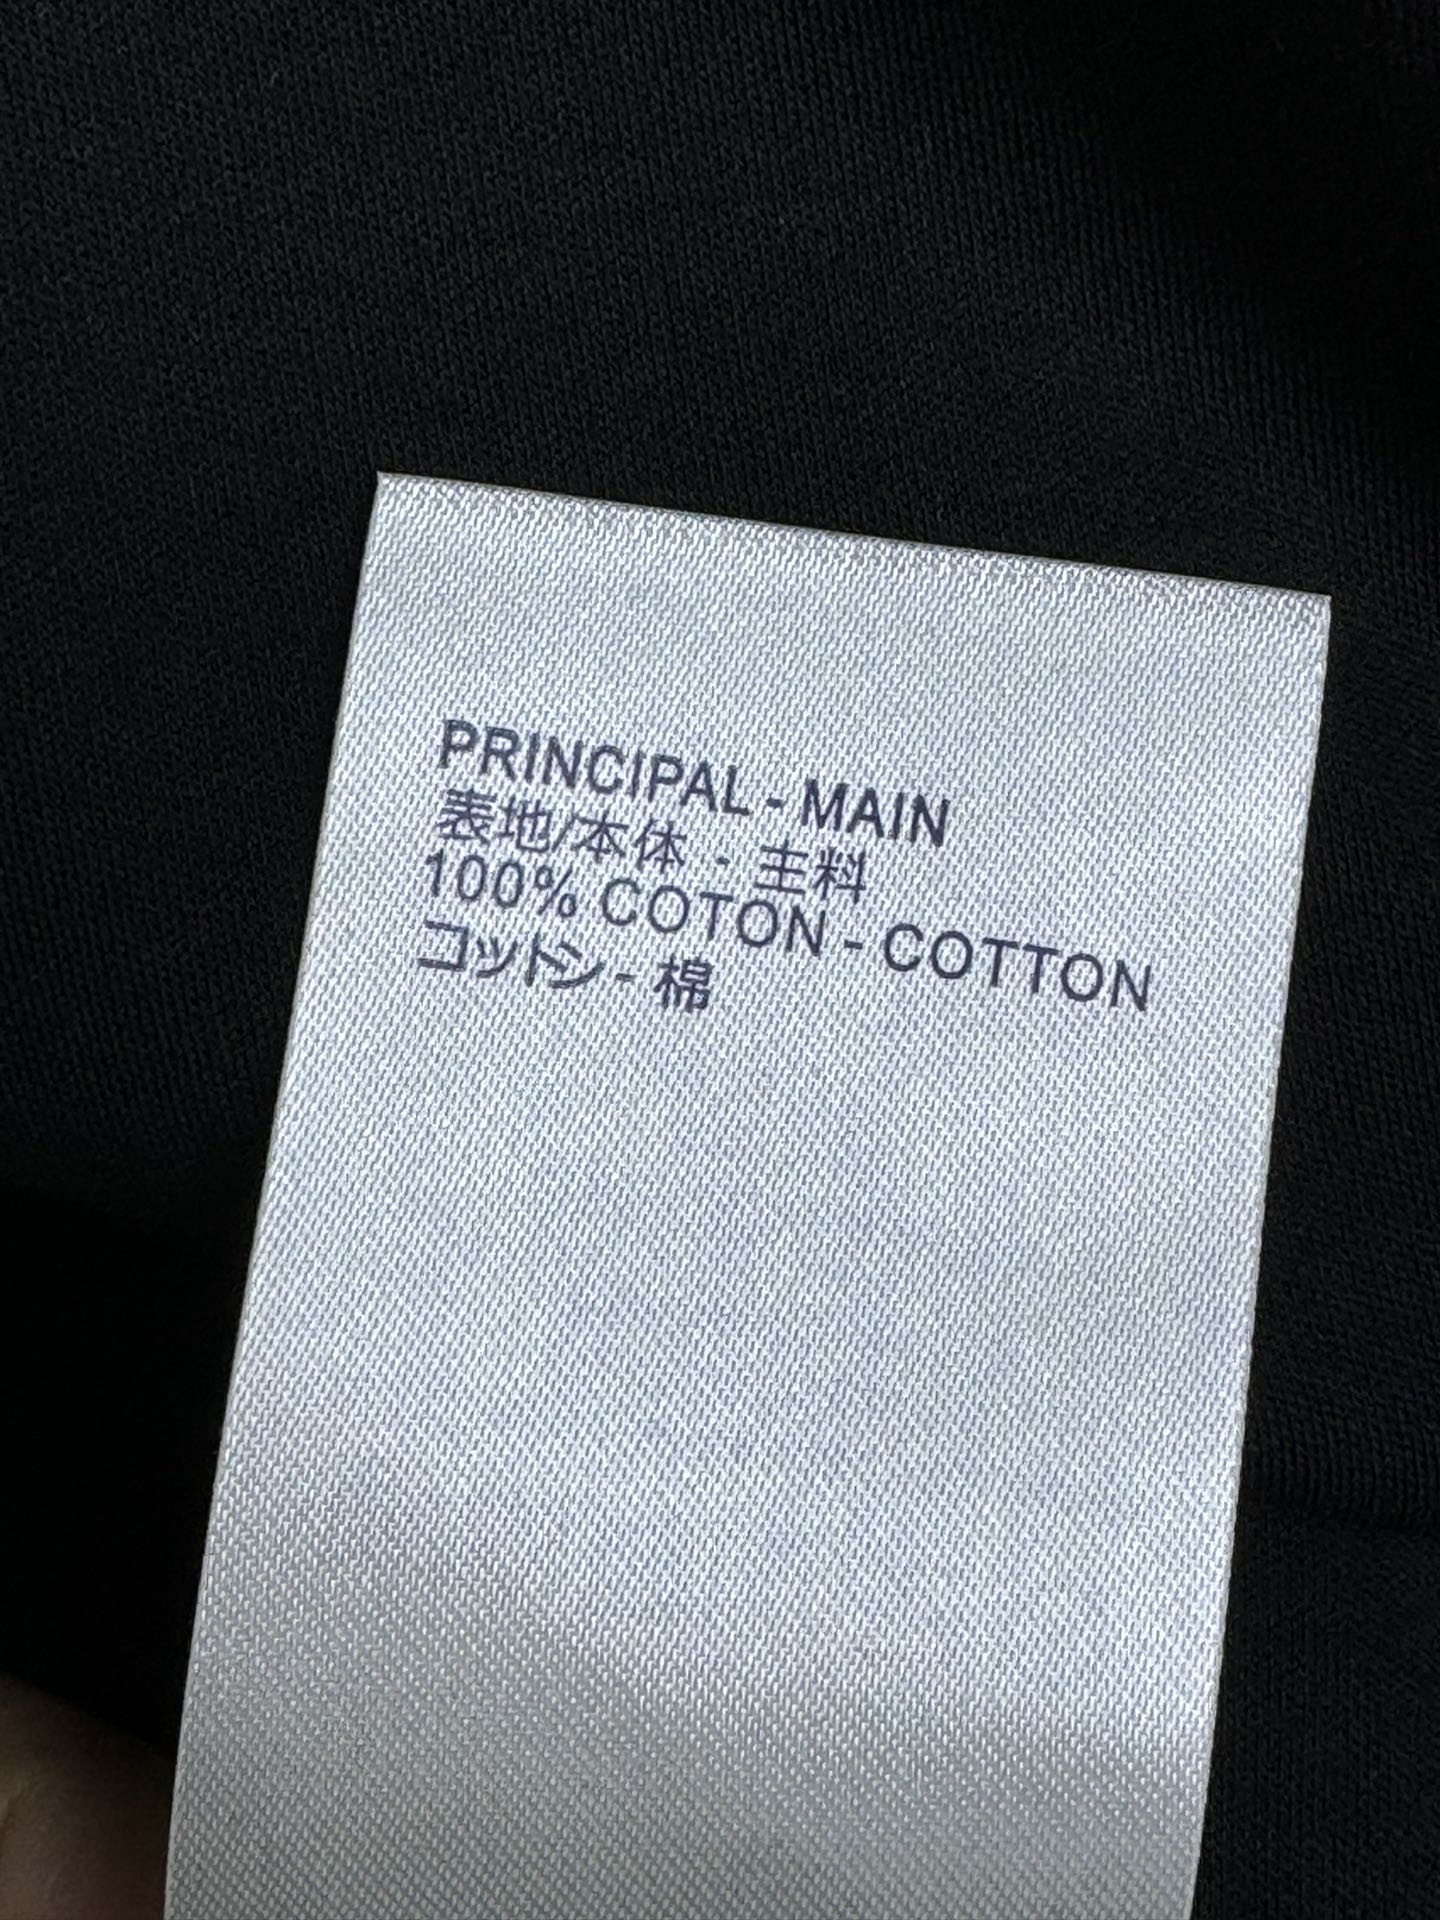 PRINCIPAL - MAIN
表地/本体 - 主料
100% COTON - COTTON
コットン - 棉